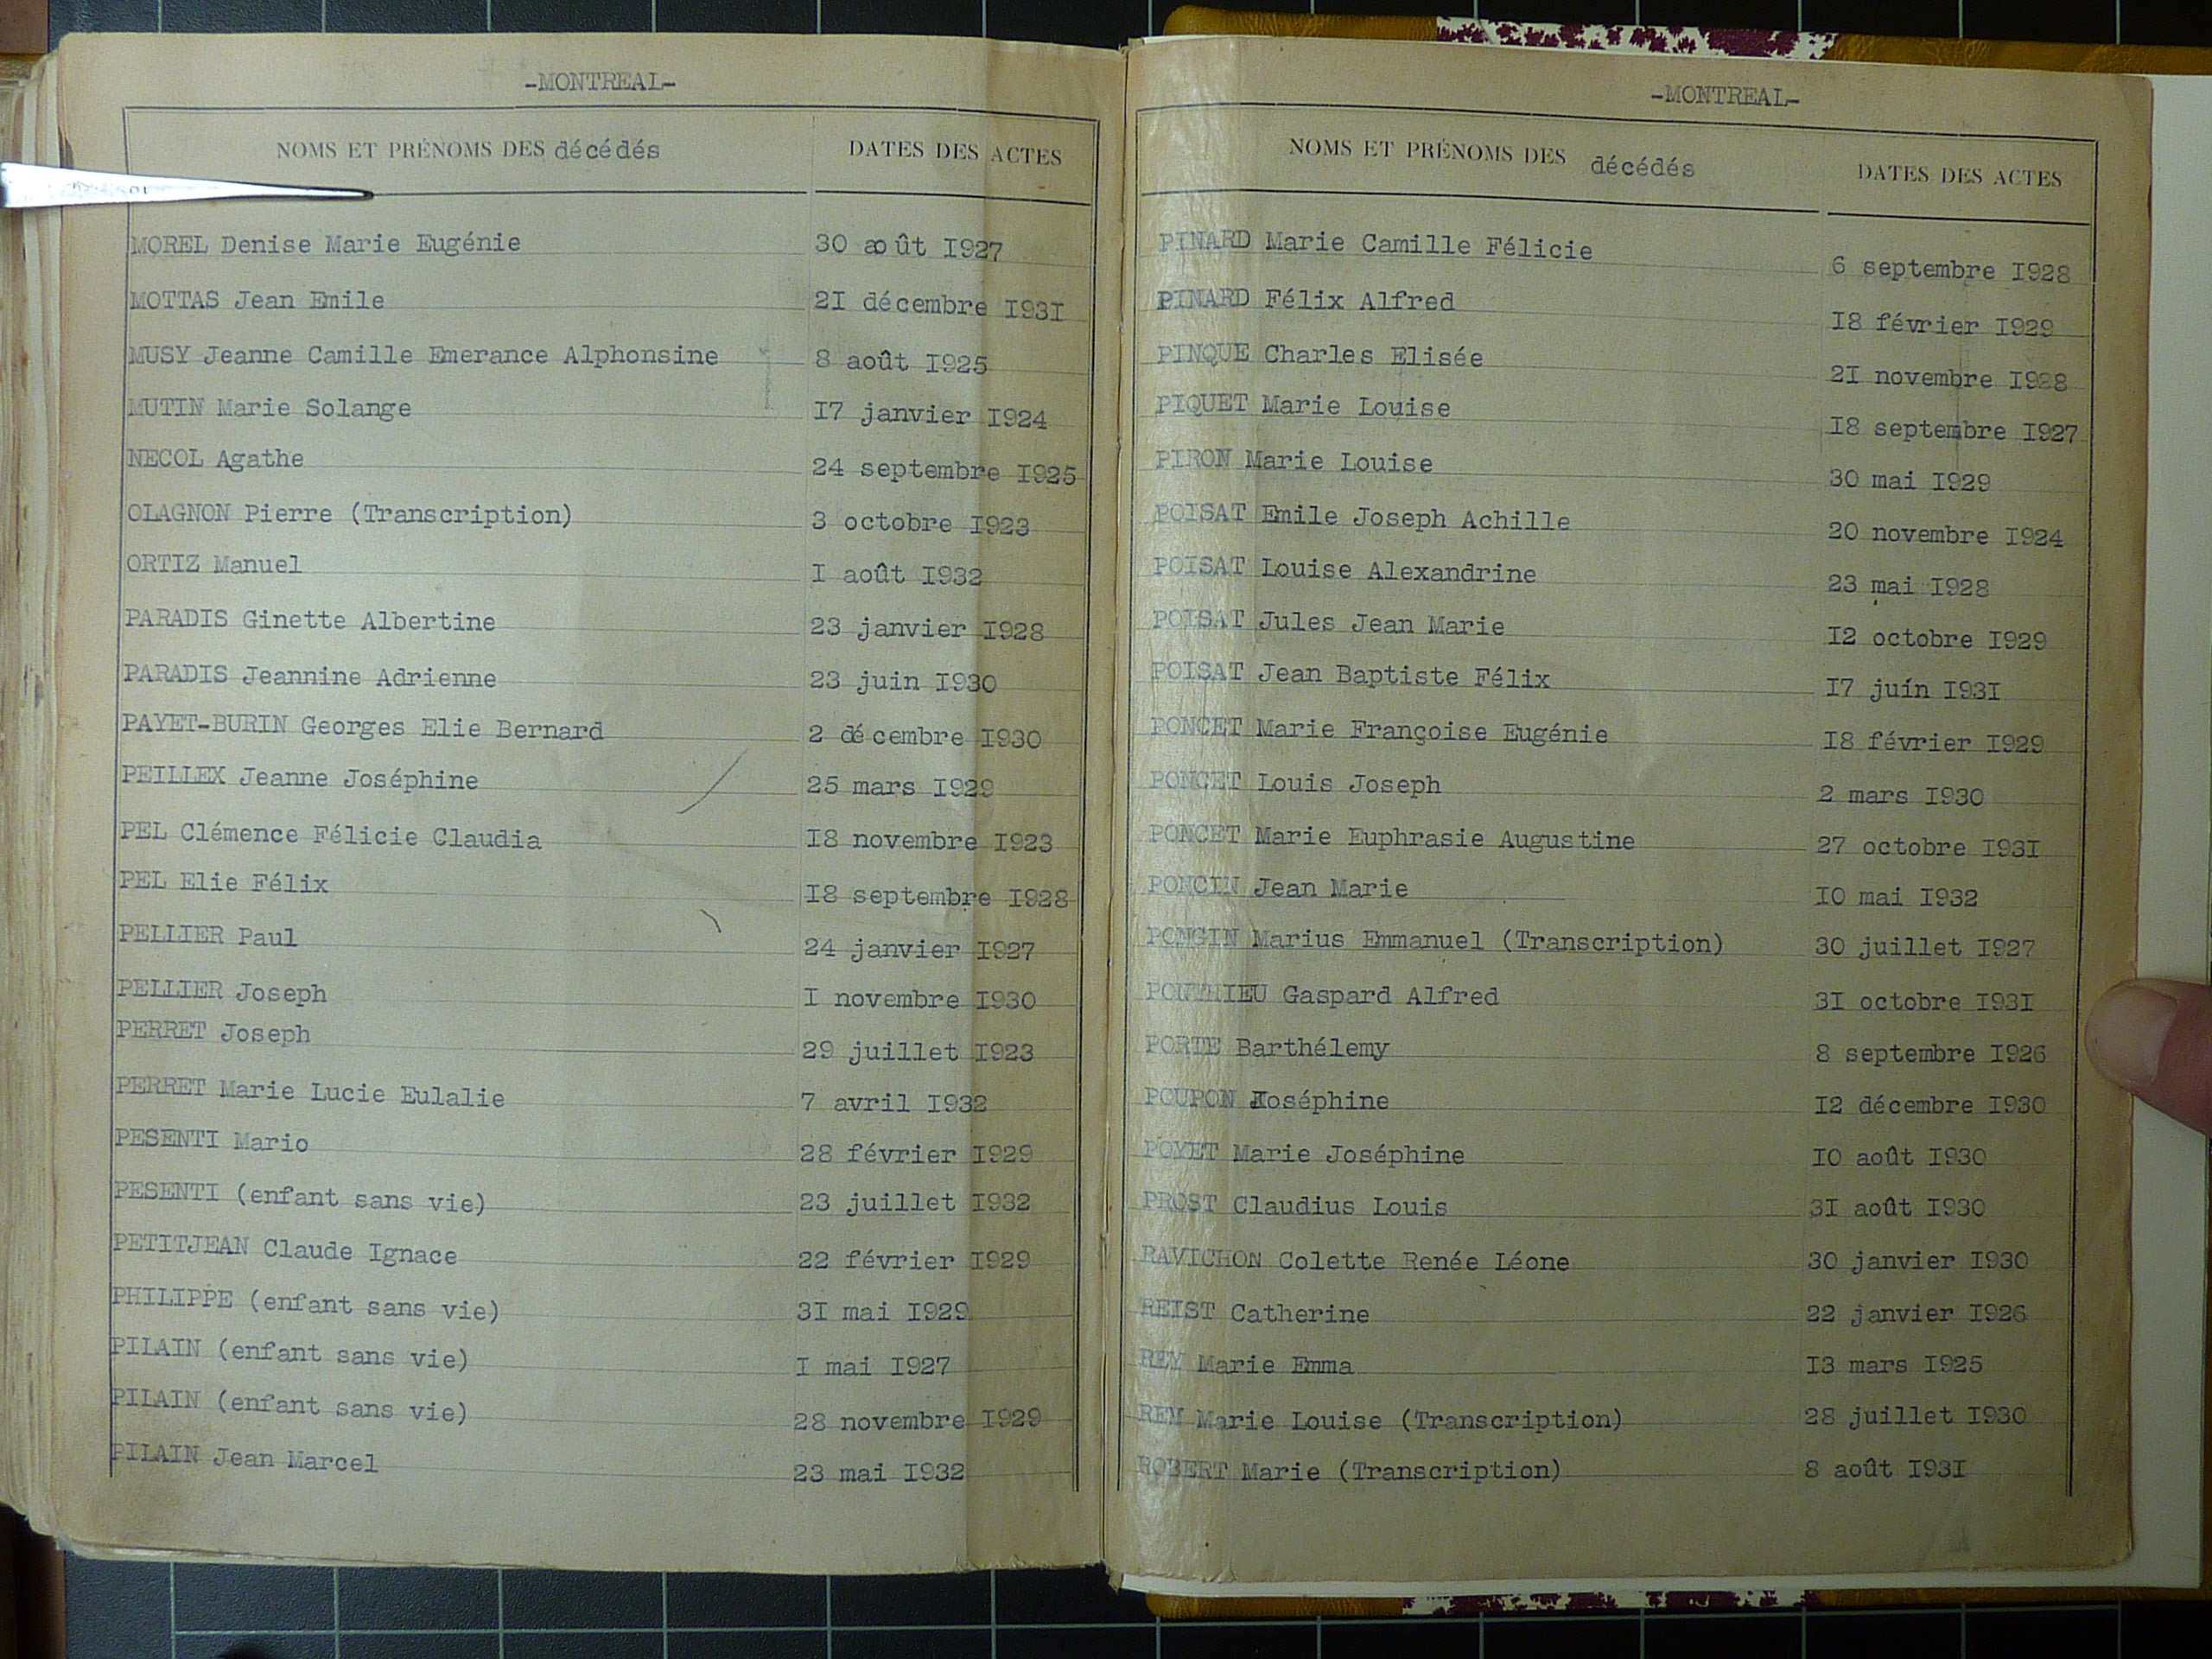 -MONTREAL-
NOMS ET PRÉNOMS DES décédés DATES DES ACTES
MOREL Denise Marie Eugénie 30 août I927
MOTTAS Jean Emile 2I décembre I93I
MUSY Jeanne Camille Emerance Alphonsine 8 août I925
MUTIN Marie Solange I7 janvier I924
NECOL Agathe 24 septembre I925
OLAGNON Pierre (Transcription) 3 octobre I923
ORTIZ Manuel I août I932
PARADIS Ginette Albertine 23 janvier I928
PARADIS Jeannine Adrienne 23 juin I930
PAYET-BURIN Georges Elie Bernard 2 décembre I930
PEILLEX Jeanne Joséphine 25 mars I929
PEL Clémence Félicie Claudia I8 novembre I923
PEL Elie Félix I8 septembre I928
PELLIER Paul 24 janvier I927
PELLIER Joseph I novembre I930
PERRET Joseph 29 juillet I923
PERRET Marie Lucie Eulalie 7 avril I932
PESENTI Mario 28 février I929
PESENTI (enfant sans vie) 23 juillet I932
PETITJEAN Claude Ignace 22 février I929
PHILIPPE (enfant sans vie) 3I mai I929
PILAIN (enfant sans vie) I mai I927
PILAIN (enfant sans vie) 28 novembre I929
PILAIN Jean Marcel 23 mai I932
-MONTREAL-
NOMS ET PRÉNOMS DES décédés DATES DES ACTES
PINARD Marie Camille Félicie 6 septembre I928
PINARD Félix Alfred I8 février I929
PINQUE Charles Elisée 2I novembre I928
PIQUET Marie Louise I8 septembre I927
PIRON Marie Louise 30 mai I929
POISAT Emile Joseph Achille 20 novembre I924
POISAT Louise Alexandrine 23 mai I928
POISAT Jules Jean Marie I2 octobre I929
POISAT Jean Baptiste Félix I7 juin I93I
PONCET Marie Françoise Eugénie I8 février I929
PONCET Louis Joseph 2 mars I930
PONCET Marie Euphrasie Augustine 27 octobre I93I
PONCIN Jean Marie I0 mai I932
PONGIN Marius Emmanuel (Transcription) 30 juillet I927
PONTHIEU Gaspard Alfred 3I octobre I93I
PORTE Barthélemy 8 septembre I926
POUPON Joséphine I2 décembre I930
POYET Marie Joséphine I0 août I930
PROST Claudius Louis 3I août I930
RAVICHON Colette Renée Léone 30 janvier I930
REIST Catherine 22 janvier I926
REY Marie Emma I3 mars I925
REY Marie Louise (Transcription) 28 juillet I930
ROBERT Marie (Transcription) 8 août I93I